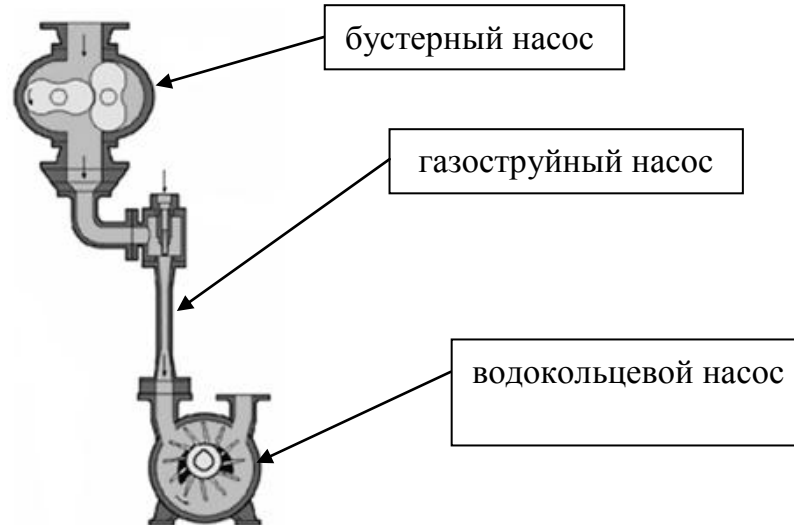 бустерный насос
газоструйный насос
водокольцевой насос